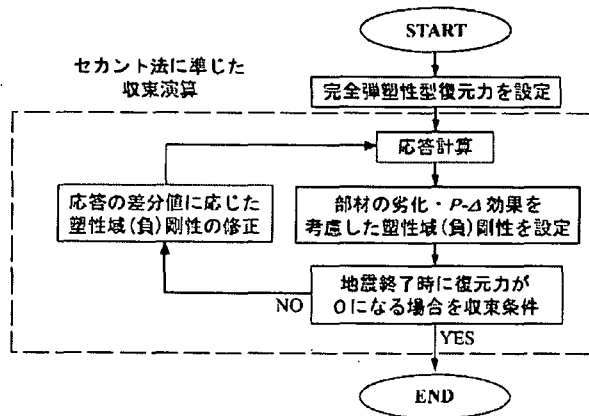 START
セカント法に準じた
収束演算
完全弾塑性型復元力を設定
応答計算
応答の差分値に応じた
塑性域(負)剛性の修正
部材の劣化・P-Δ効果を
考慮した塑性域(負)剛性を設定
地震終了時に復元力が
0になる場合を収束条件
NO
YES
END